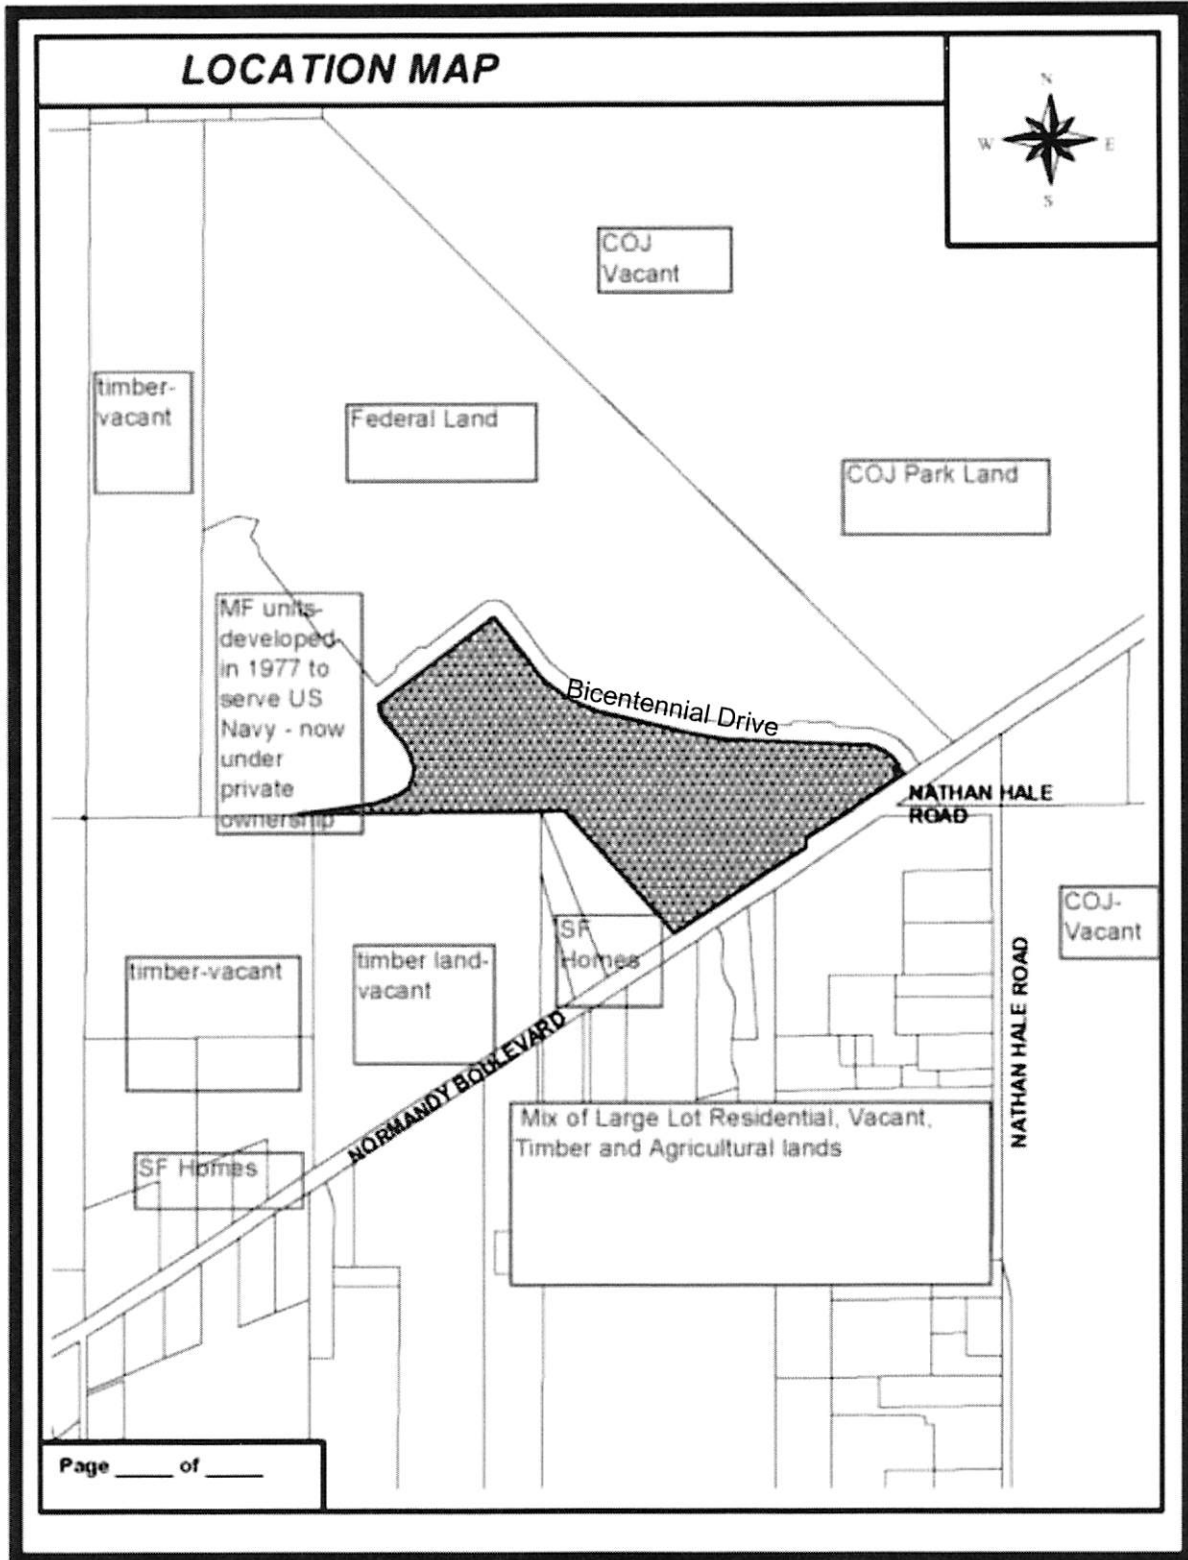 LOCATION MAP
N
W
E
S
COJ
Vacant
timber-
vacant
Federal Land
COJ Park Land
MF units-
developed
in 1977 to
serve US
Navy - now
under
private
ownership
Bicentennial Drive
NATHAN HALE
ROAD
COJ-
Vacant
SF
Homes
timber-vacant
timber land-
vacant
NORMANDY BOULEVARD
NATHAN HALE ROAD
Mix of Large Lot Residential, Vacant,
Timber and Agricultural lands
SF Homes
Page _____ of _____